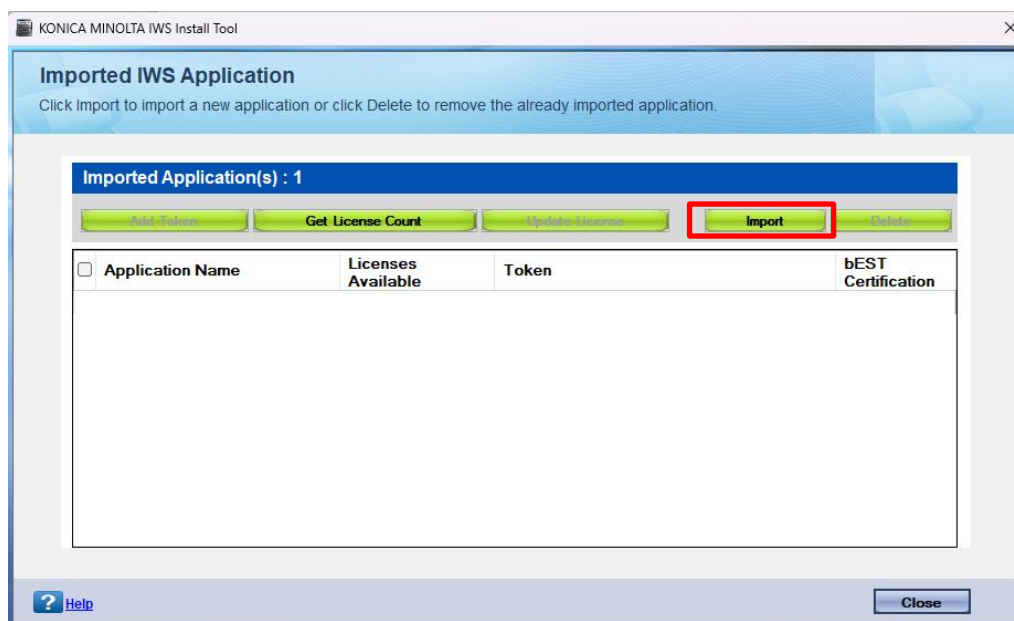 KONICA MINOLTA IWS Install Tool
Imported IWS Application
Click Import to import a new application or click Delete to remove the already imported application.
Imported Application(s) : 1
Add Token Get License Count Update License Import Delete
Application Name Licenses Available Token bEST Certification
? Help Close